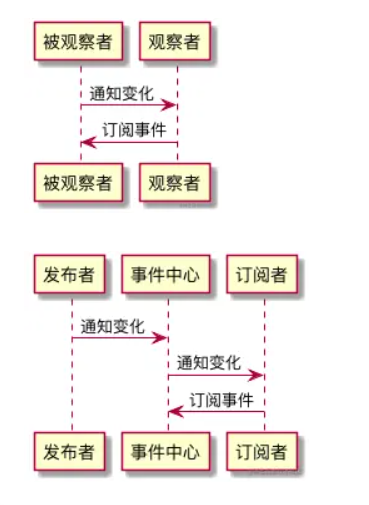 被观察者 观察者
通知变化
订阅事件
被观察者 观察者
发布者 事件中心 订阅者
通知变化
通知变化
订阅事件
发布者 事件中心 订阅者